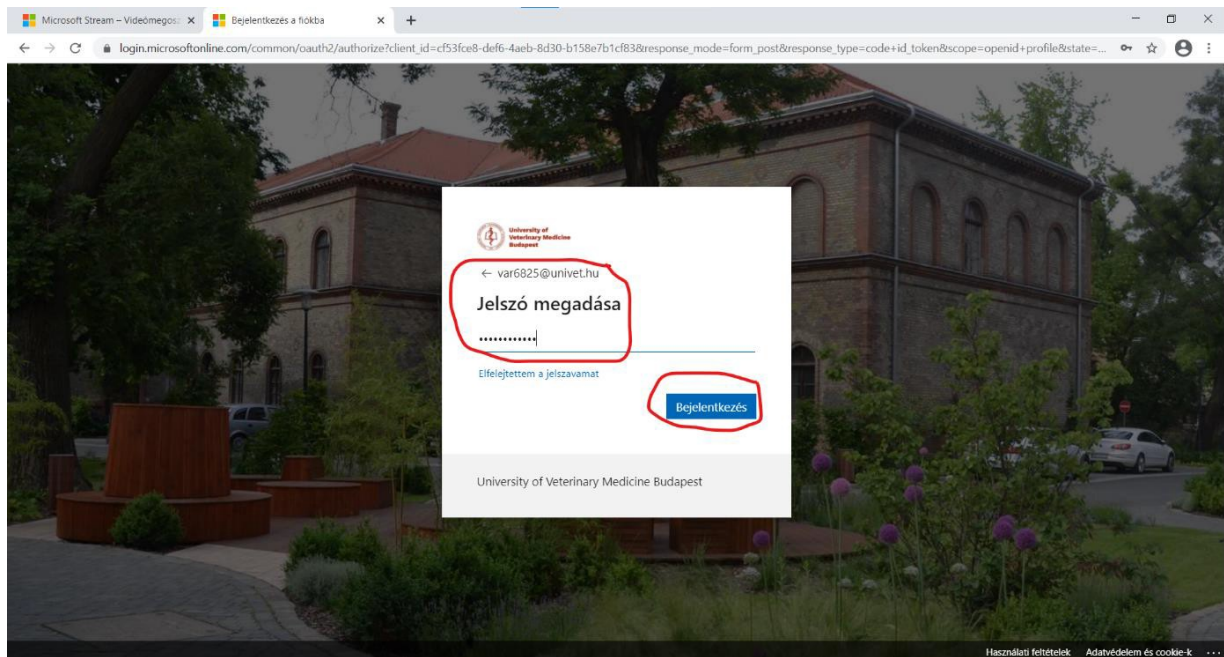 Microsoft Stream – Videómegos
Bejelentkezés a fiókba
login.microsoftonline.com/common/oauth2/authorize?client_id=cf53fce8-def6-4aeb-8d30-b158e7b1cf83&response_mode=form_post&response_type=code+id_token&scope=openid+profile&state=...
University of
Veterinary Medicine
Budapest
← var6825@univet.hu
Jelszó megadása
Elfelejtettem a jelszavamat
Bejelentkezés
University of Veterinary Medicine Budapest
Használati feltételek Adatvédelem és cookie-k ...